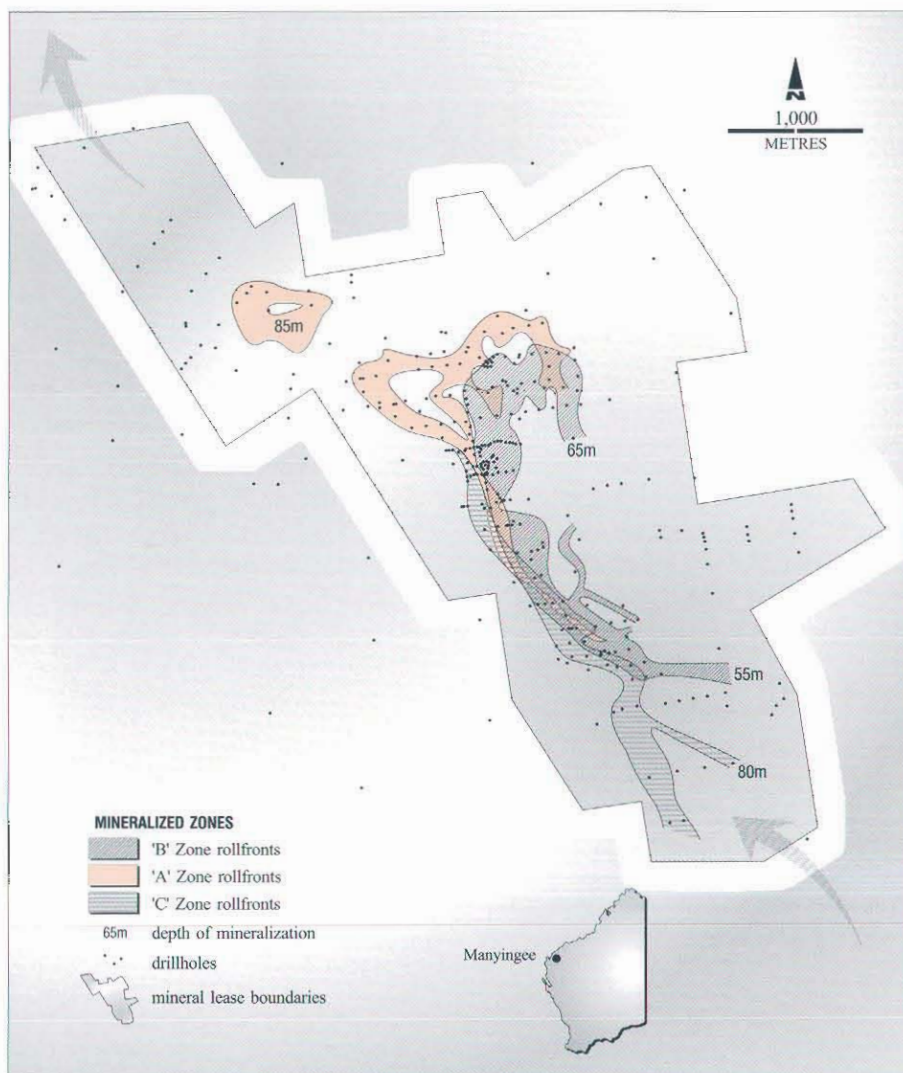 N
1,000
METRES
85m
65m
55m
80m
MINERALIZED ZONES
'B' Zone rollfronts
'A' Zone rollfronts
'C' Zone rollfronts
65m depth of mineralization
drillholes
mineral lease boundaries
Manyingee